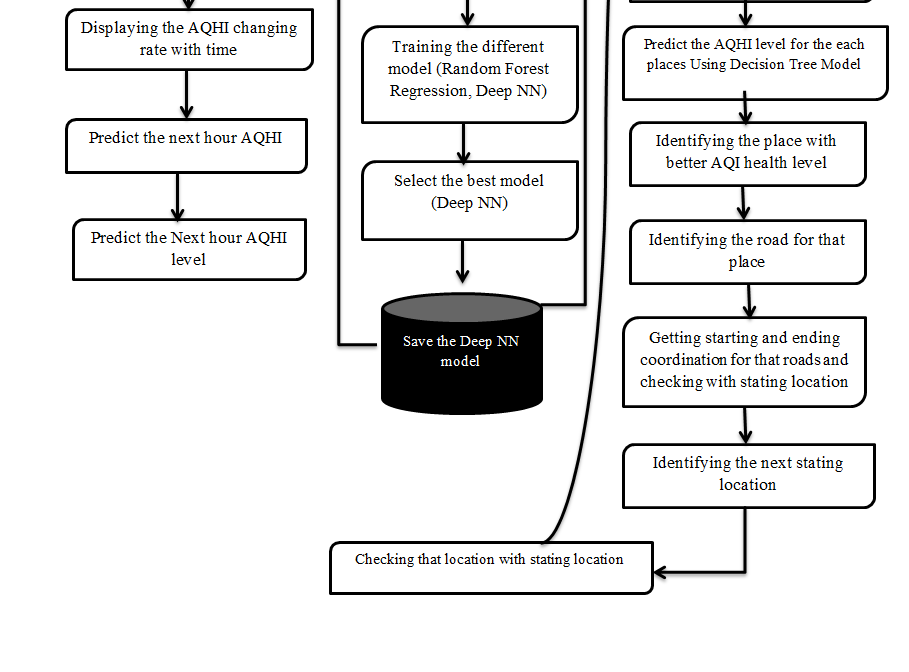 Displaying the AQHI changing
rate with time
Predict the next hour AQHI
Predict the Next hour AQHI
level
Training the different
model (Random Forest
Regression, Deep NN)
Select the best model
(Deep NN)
Save the Deep NN
model
Predict the AQHI level for the each
places Using Decision Tree Model
Identifying the place with
better AQI health level
Identifying the road for that
place
Getting starting and ending
coordination for that roads and
checking with stating location
Identifying the next stating
location
Checking that location with stating location